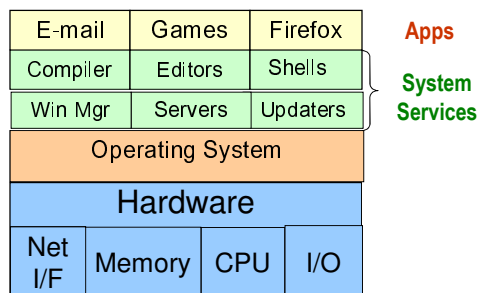 E-mail Games Firefox Apps
Compiler Editors Shells
System
Services
Win Mgr Servers Updaters
Operating System
Hardware
Net
I/F
Memory CPU I/O